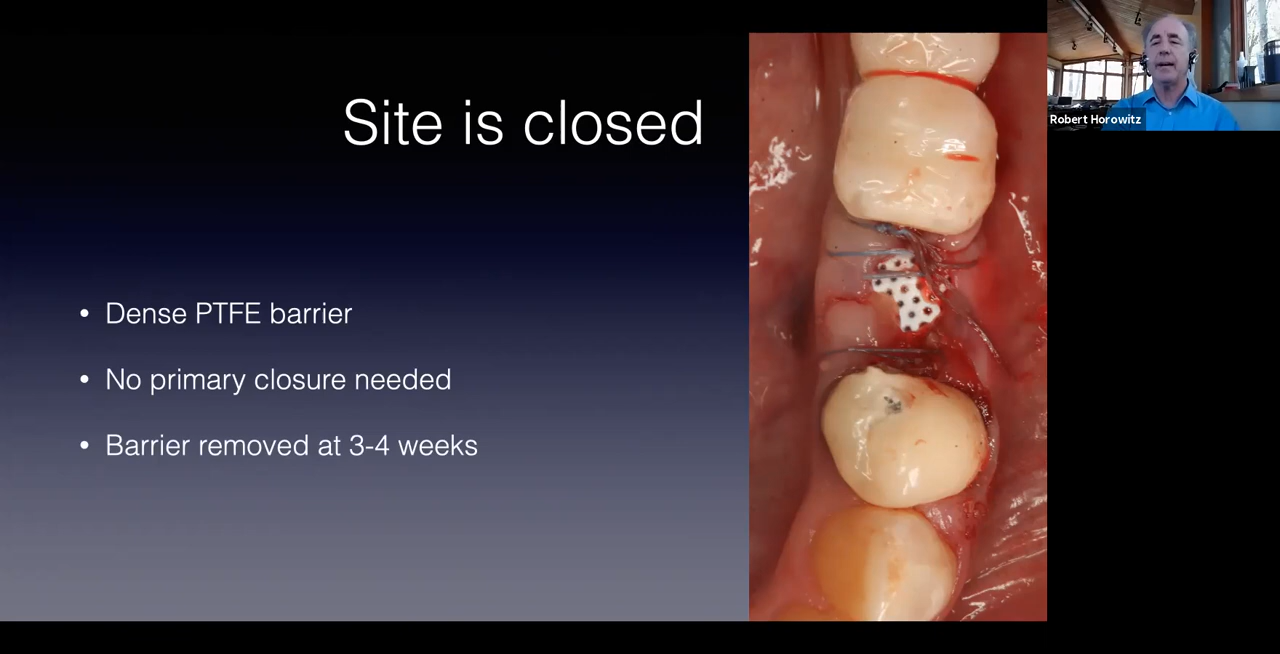 Site is closed
• Dense PTFE barrier
• No primary closure needed
• Barrier removed at 3-4 weeks
Robert Horowitz